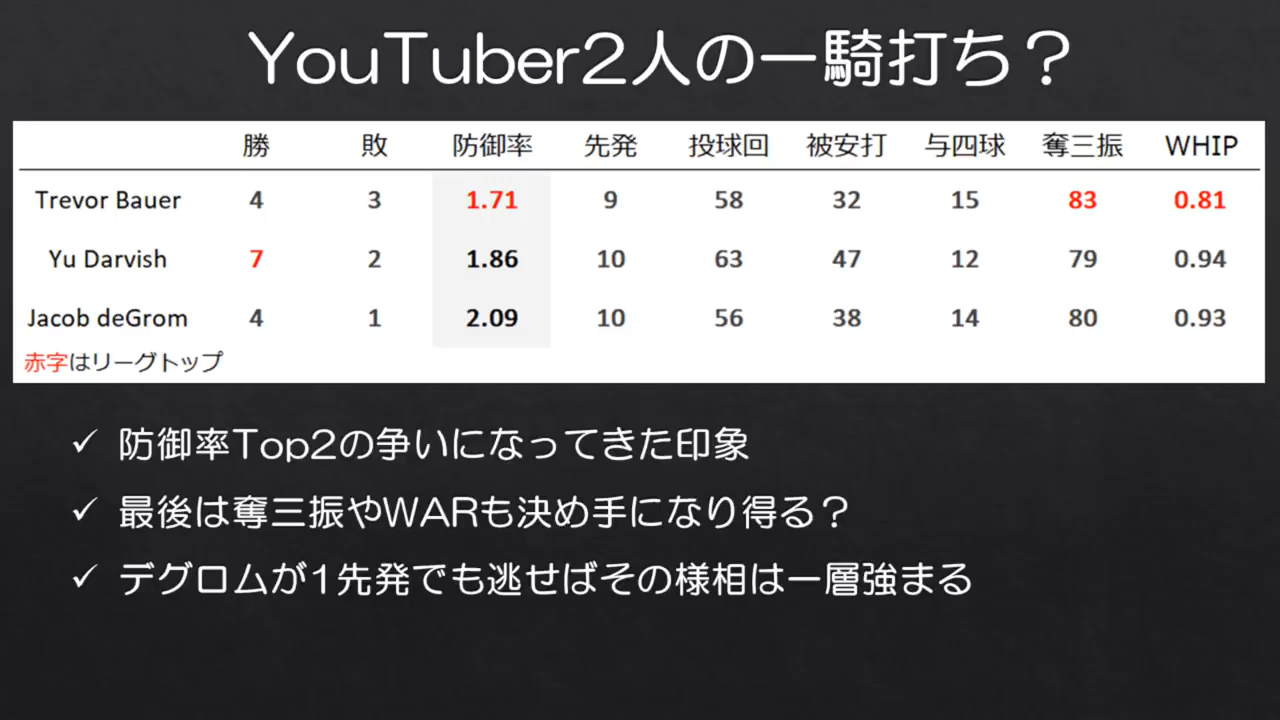 YouTuber2人の一騎打ち？
勝 敗 防御率 先発 投球回 被安打 与四球 奪三振 WHIP
Trevor Bauer 4 3 1.71 9 58 32 15 83 0.81
Yu Darvish 7 2 1.86 10 63 47 12 79 0.94
Jacob deGrom 4 1 2.09 10 56 38 14 80 0.93
赤字はリーグトップ
✓ 防御率Top2の争いになってきた印象
✓ 最後は奪三振やWARも決め手になり得る？
✓ デグロムが1先発でも逃せばその様相は一層強まる